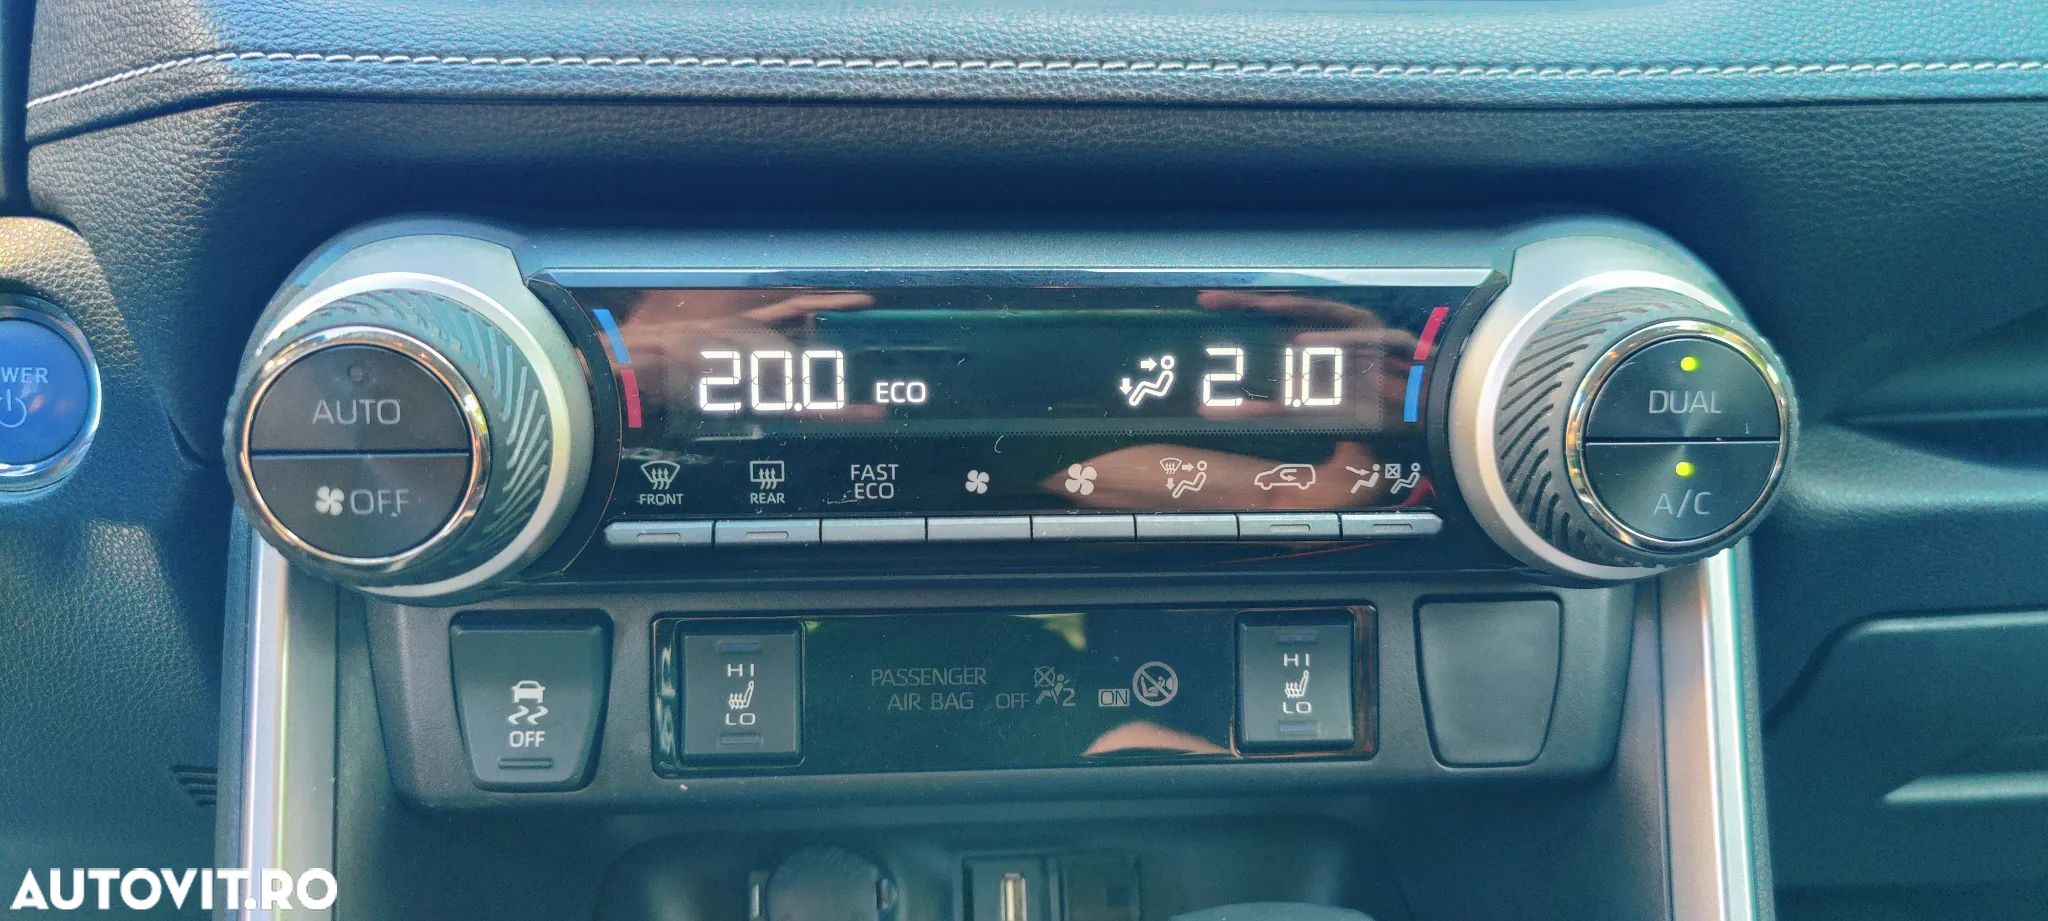 20.0 ECO 21.0
AUTO
OFF
DUAL
A/C
FRONT
REAR
FAST
ECO
WER
OFF
HI
LO
PASSENGER
AIR BAG OFF 2 ON
HI
LO
AUTOVIT.RO